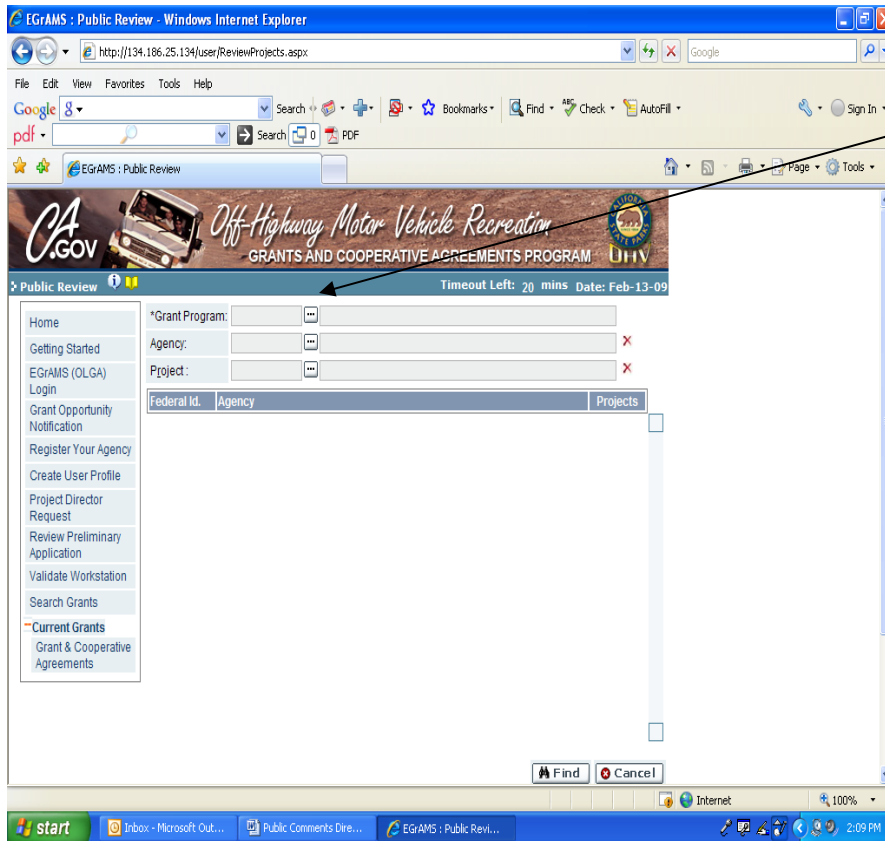 EGrAMS : Public Review - Windows Internet Explorer
http://134.186.25.134/user/ReviewProjects.aspx
Google
File Edit View Favorites Tools Help
Google g Search Bookmarks Find ABC Check AutoFill Sign In
pdf Search 0 PDF
EGrAMS : Public Review Page Tools
CA.GOV Off-Highway Motor Vehicle Recreation
GRANTS AND COOPERATIVE AGREEMENTS PROGRAM
CALIFORNIA STATE PARKS OHV
Public Review Timeout Left: 20 mins Date: Feb-13-09
Home
Getting Started
EGrAMS (OLGA)
Login
Grant Opportunity
Notification
Register Your Agency
Create User Profile
Project Director
Request
Review Preliminary
Application
Validate Workstation
Search Grants
Current Grants
Grant & Cooperative
Agreements
*Grant Program: ...
Agency: ...
Project : ...
Federal Id. Agency Projects
Find Cancel
Internet 100%
start Inbox - Microsoft Out... Public Comments Dire... EGrAMS : Public Revi... 2:09 PM